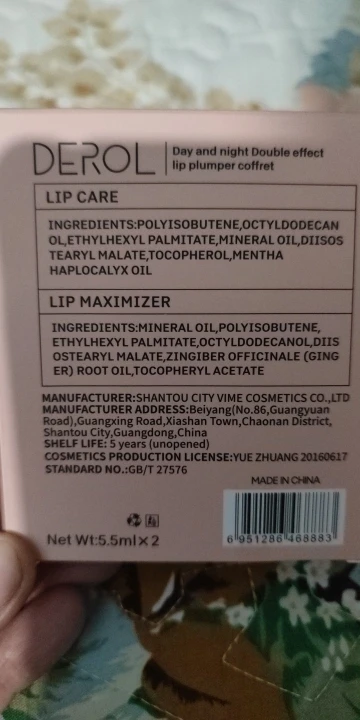 DEROL
Day and night Double effect
lip plumper coffret
LIP CARE
INGREDIENTS:POLYISOBUTENE,OCTYLDODECAN
OL,ETHYLHEXYL PALMITATE,MINERAL OIL,DIISOS
TEARYL MALATE,TOCOPHEROL,MENTHA
HAPLOCALYX OIL
LIP MAXIMIZER
INGREDIENTS:MINERAL OIL,POLYISOBUTENE,
ETHYLHEXYL PALMITATE,OCTYLDODECANOL,DIIS
OSTEARYL MALATE,ZINGIBER OFFICINALE (GING
ER) ROOT OIL,TOCOPHERYL ACETATE
MANUFACTURER:SHANTOU CITY VIME COSMETICS CO.,LTD
MANUFACTURER ADDRESS:Beiyang(No.86,Guangyuan
Road),Guangxing Road,Xiashan Town,Chaonan District,
Shantou City,Guangdong,China
SHELF LIFE: 5 years (unopened)
COSMETICS PRODUCTION LICENSE:YUE ZHUANG 20160617
STANDARD NO.:GB/T 27576
MADE IN CHINA
Net Wt:5.5ml×2
6 951286 468883